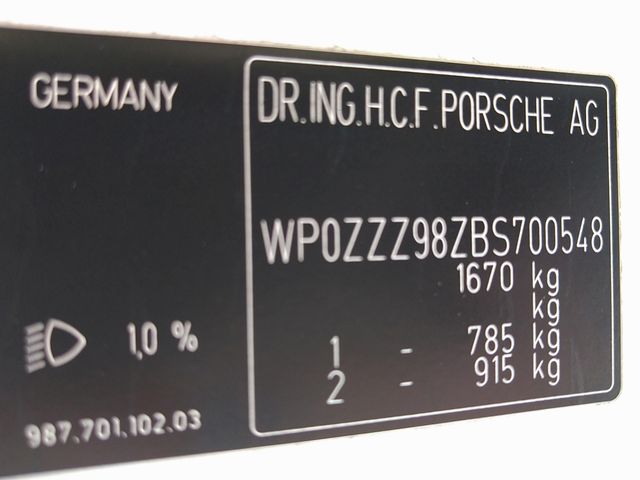 GERMANY
DR.ING.H.C.F.PORSCHE AG
WP0ZZZ98ZBS700548
1670 kg
kg
1 - 785 kg
2 - 915 kg
1,0 %
987.701.102.03